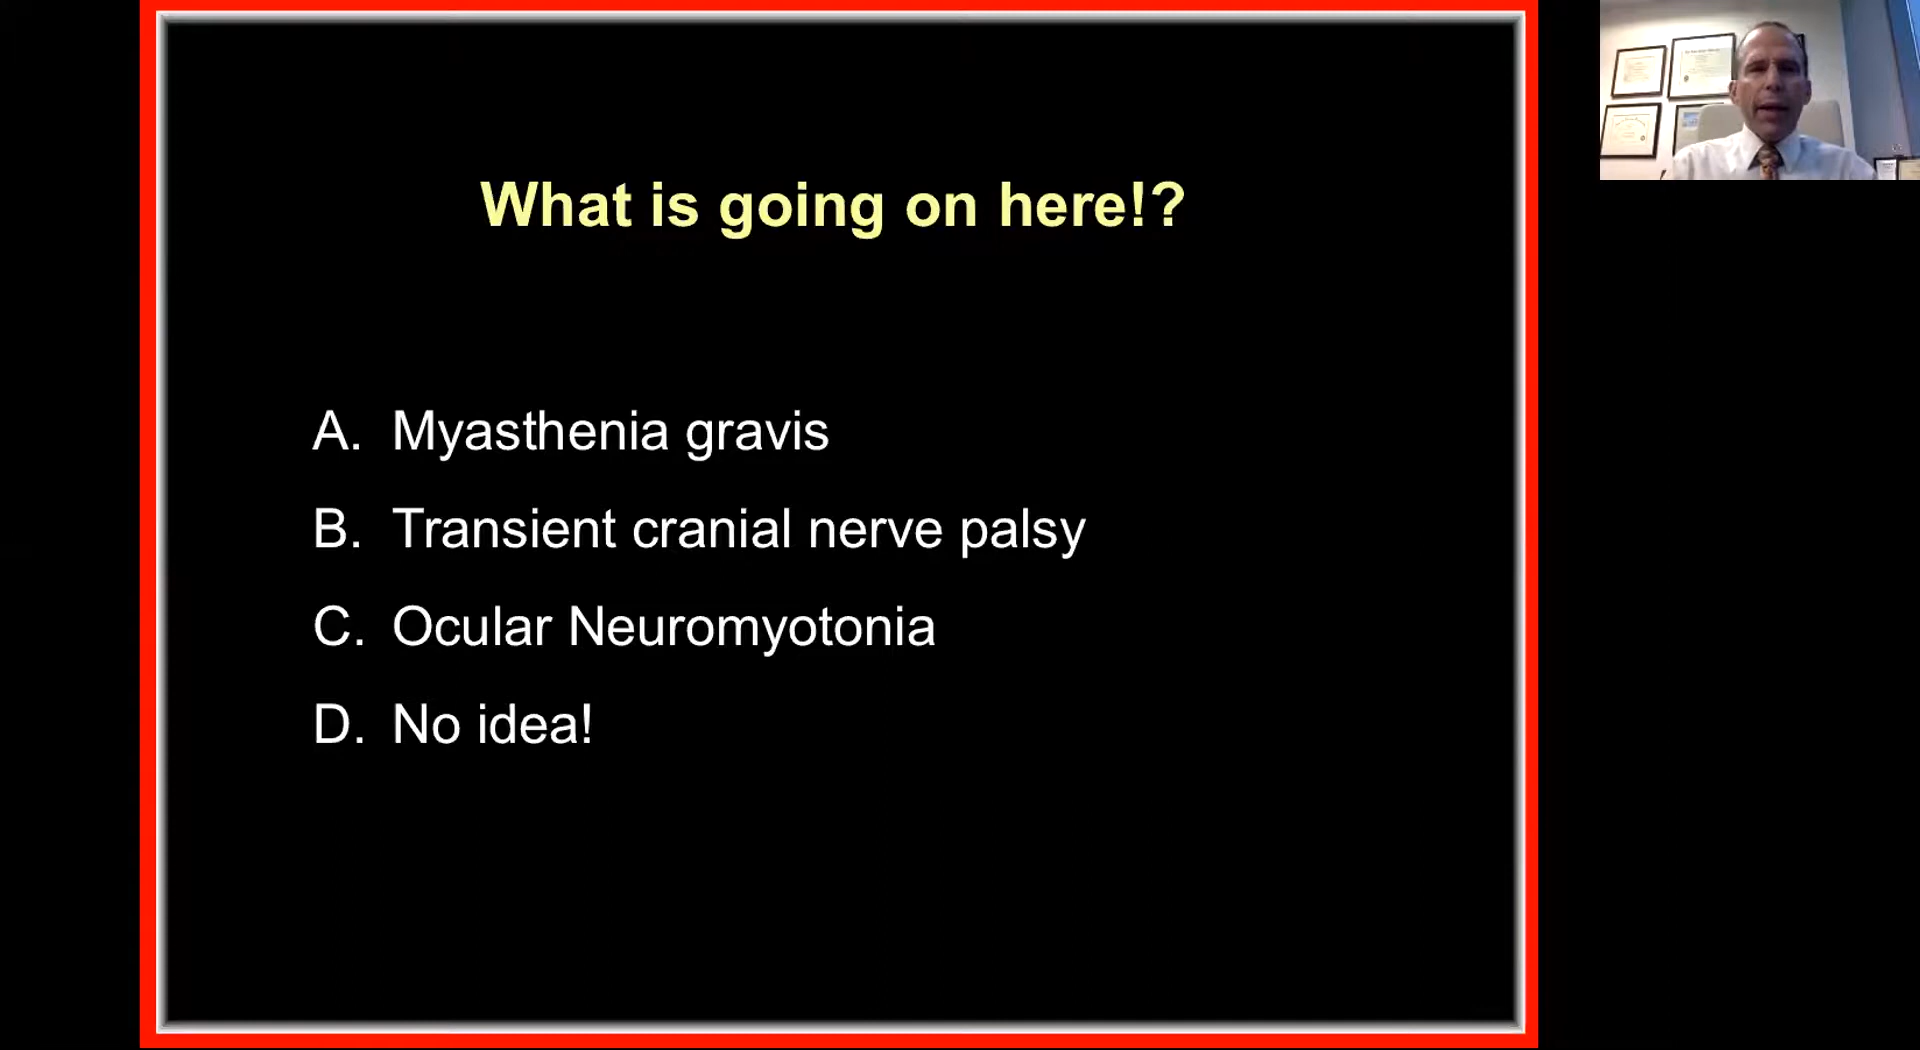 What is going on here!?
A. Myasthenia gravis
B. Transient cranial nerve palsy
C. Ocular Neuromyotonia
D. No idea!